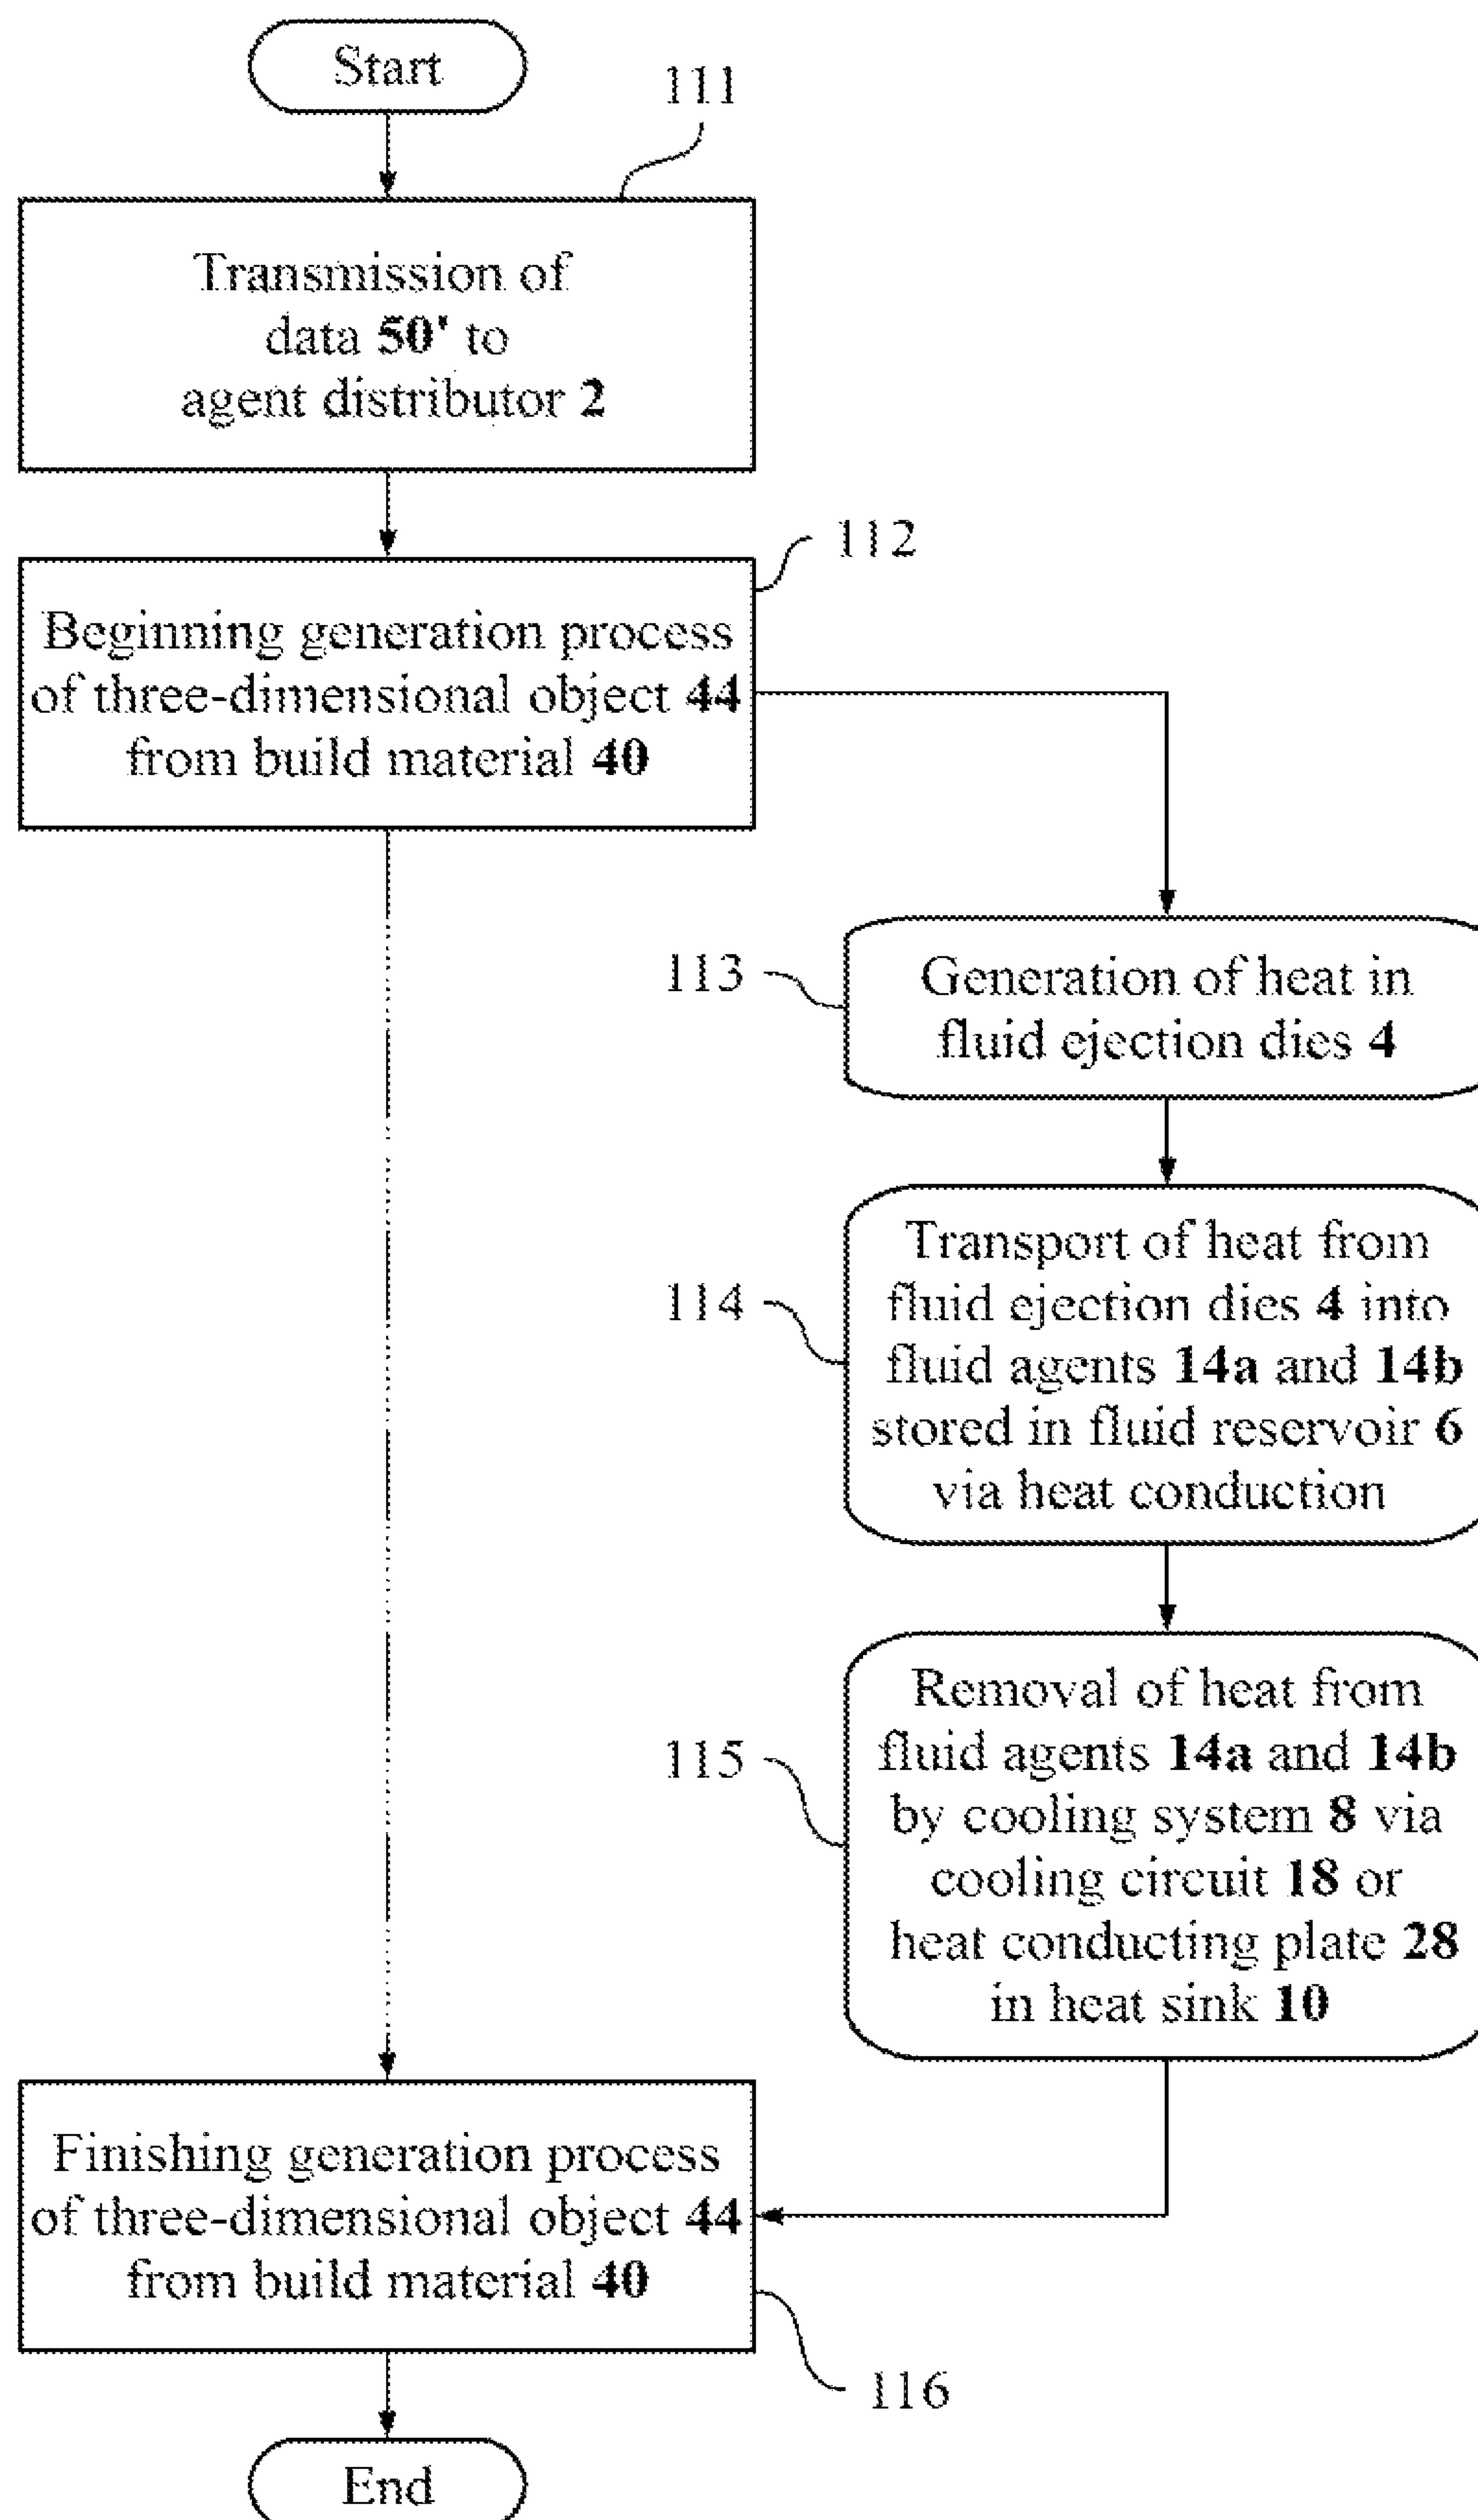 Start
111
Transmission of
data 50' to
agent distributor 2
112
Beginning generation process
of three-dimensional object 44
from build material 40
113
Generation of heat in
fluid ejection dies 4
114
Transport of heat from
fluid ejection dies 4 into
fluid agents 14a and 14b
stored in fluid reservoir 6
via heat conduction
115
Removal of heat from
fluid agents 14a and 14b
by cooling system 8 via
cooling circuit 18 or
heat conducting plate 28
in heat sink 10
Finishing generation process
of three-dimensional object 44
from build material 40
116
End